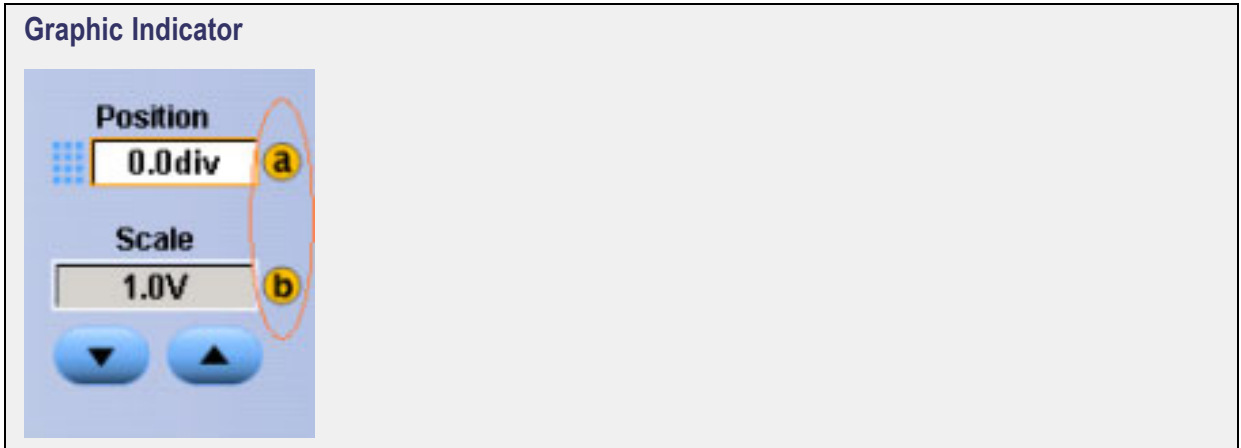 Graphic Indicator
Position
0.0div a
Scale
1.0V b